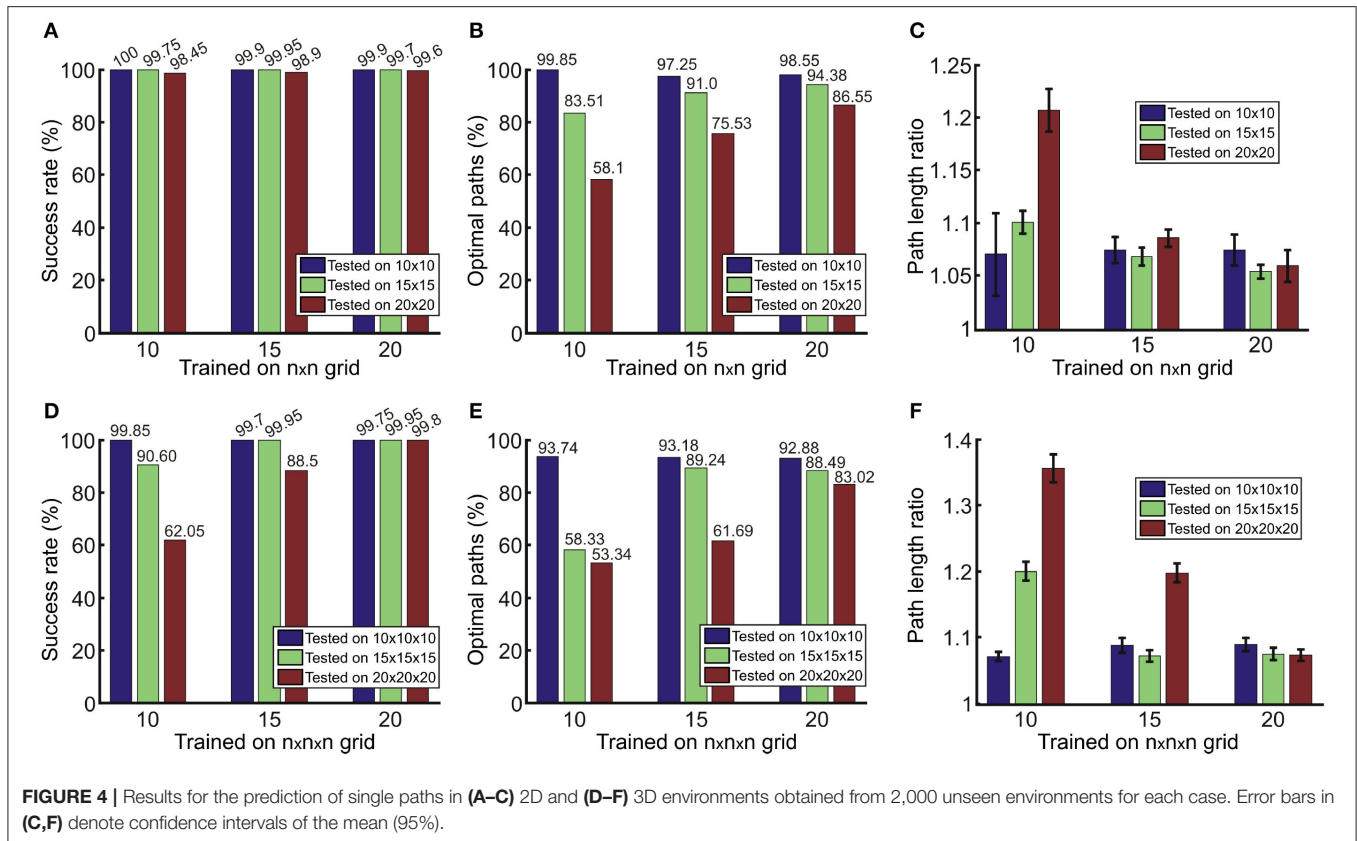 A
100 99.75 98.45 99.9 99.95 98.9 99.9 99.7 99.6
Success rate (%)
100
80
60
40
20
0
Tested on 10x10
Tested on 15x15
Tested on 20x20
10 15 20
Trained on nxn grid
B
99.85 83.51 58.1 97.25 91.0 75.53 98.55 94.38 86.55
Optimal paths (%)
100
80
60
40
20
0
Tested on 10x10
Tested on 15x15
Tested on 20x20
10 15 20
Trained on nxn grid
C
Path length ratio
1.25
1.2
1.15
1.1
1.05
1
Tested on 10x10
Tested on 15x15
Tested on 20x20
10 15 20
Trained on nxn grid
D
99.85 90.60 62.05 99.7 99.95 88.5 99.75 99.95 99.8
Success rate (%)
100
80
60
40
20
0
Tested on 10x10x10
Tested on 15x15x15
Tested on 20x20x20
10 15 20
Trained on nxnxn grid
E
93.74 58.33 53.34 93.18 89.24 61.69 92.88 88.49 83.02
Optimal paths (%)
100
80
60
40
20
0
Tested on 10x10x10
Tested on 15x15x15
Tested on 20x20x20
10 15 20
Trained on nxnxn grid
F
Path length ratio
1.4
1.3
1.2
1.1
1
Tested on 10x10x10
Tested on 15x15x15
Tested on 20x20x20
10 15 20
Trained on nxnxn grid
FIGURE 4 | Results for the prediction of single paths in (A–C) 2D and (D–F) 3D environments obtained from 2,000 unseen environments for each case. Error bars in
(C,F) denote confidence intervals of the mean (95%).